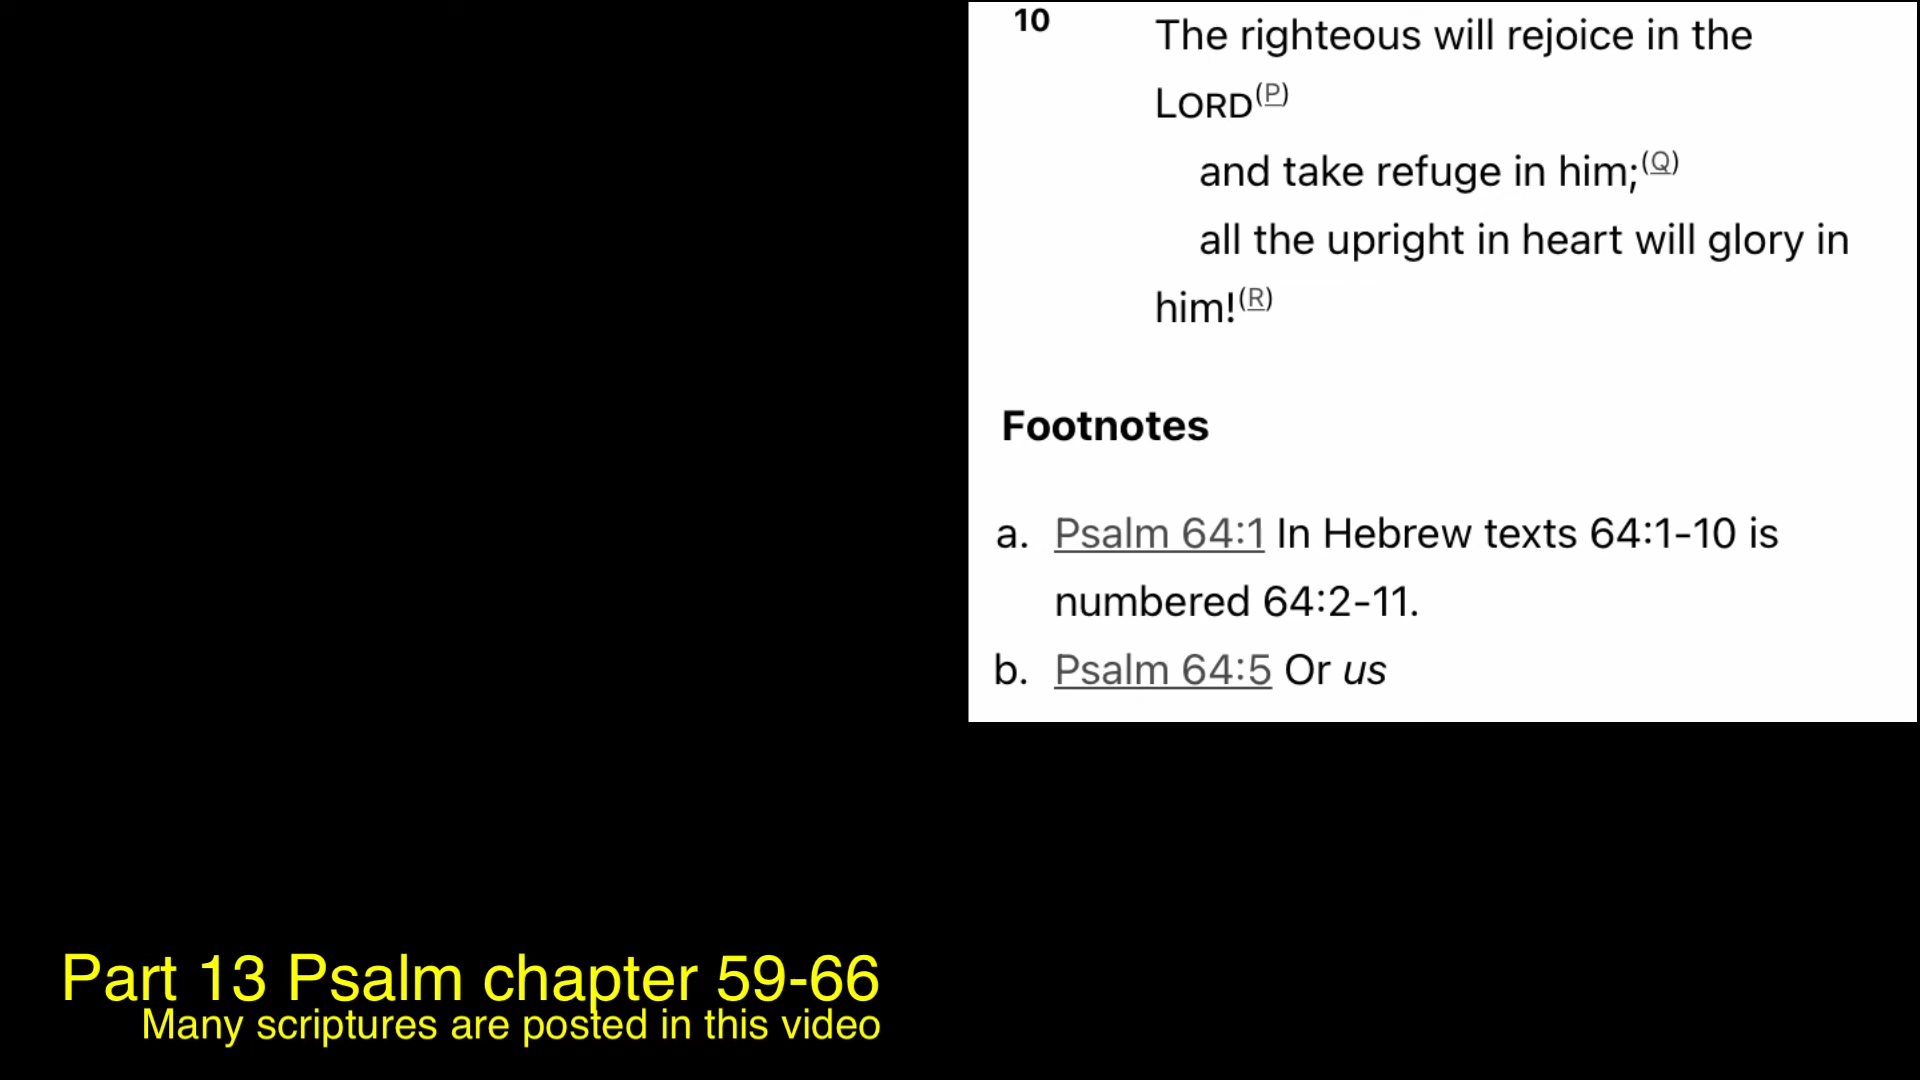 10 The righteous will rejoice in the
LORD(P)
and take refuge in him;(Q)
all the upright in heart will glory in
him!(R)
Footnotes
a. Psalm 64:1 In Hebrew texts 64:1-10 is
numbered 64:2-11.
b. Psalm 64:5 Or us
Part 13 Psalm chapter 59-66
Many scriptures are posted in this video